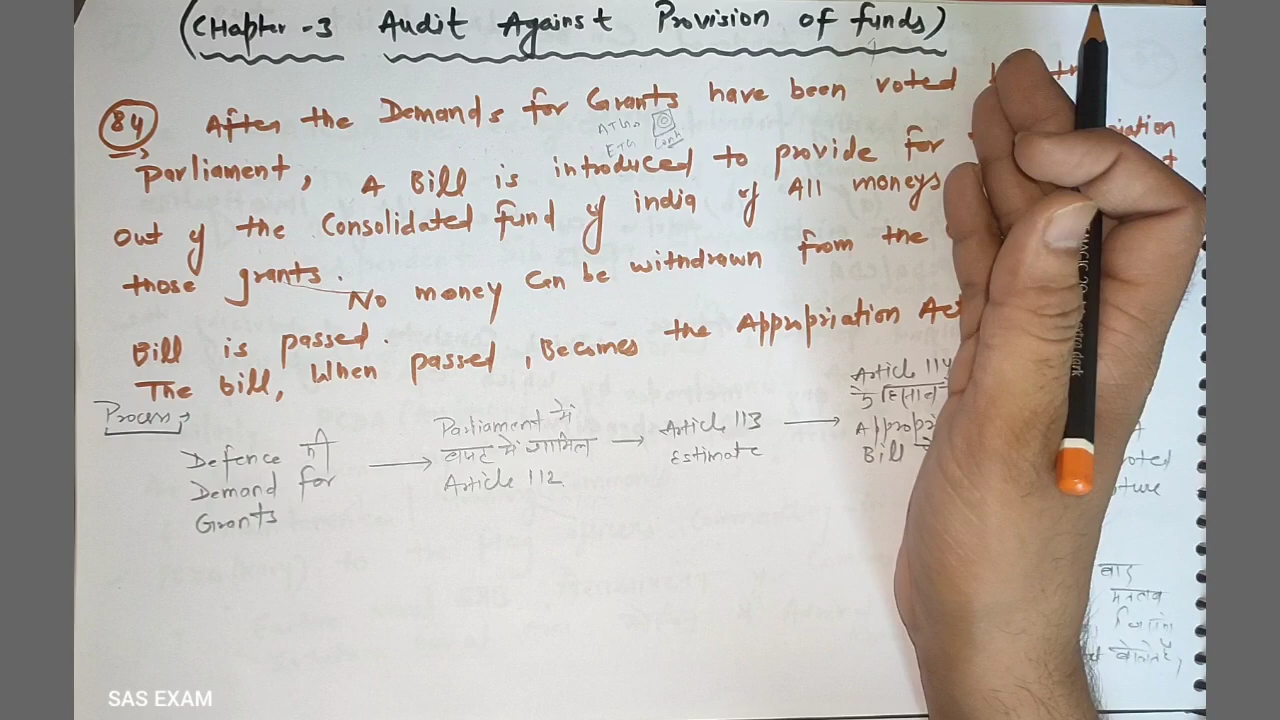 (Chapter-3 Audit Against Provision of funds)
84 After the Demands for Grants have been voted
Parliament, A Bill is introduced to provide for
out of the Consolidated fund of india of All moneys
those grants. No money can be withdrawn from the
Bill is passed.
The bill, When passed, Becomes the Appropriation Act
Process,
Defence की
Demand for
Grants
Parliament में
बजट में शामिल
Article 112
Article 113
Estimate
Article 114
के हिसाब
Bill
बाद
मतलब
SAS EXAM